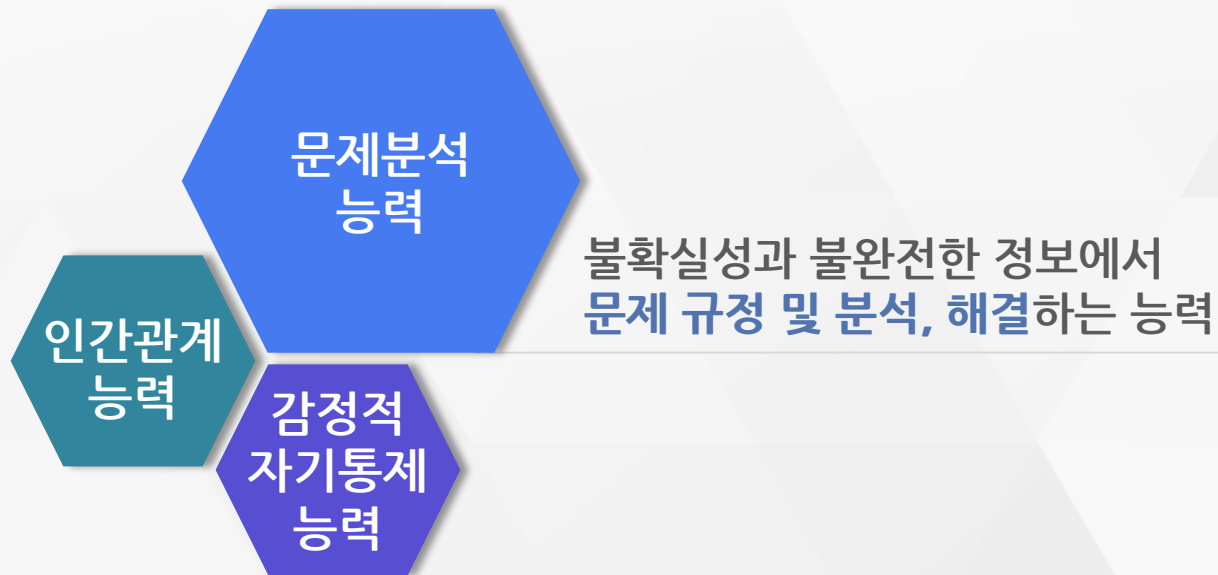 문제분석
능력
불확실성과 불완전한 정보에서
문제 규정 및 분석, 해결하는 능력
인간관계
능력
감정적
자기통제
능력